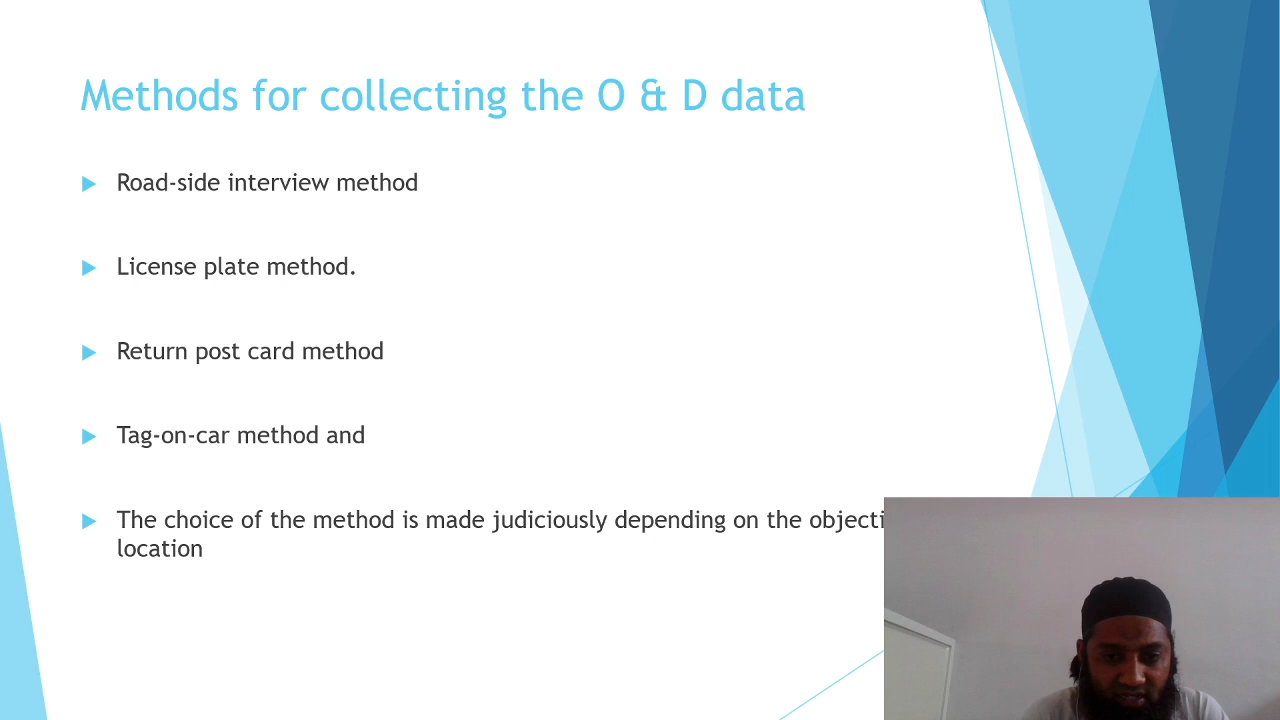 Methods for collecting the O & D data
Road-side interview method
License plate method.
Return post card method
Tag-on-car method and
The choice of the method is made judiciously depending on the
location